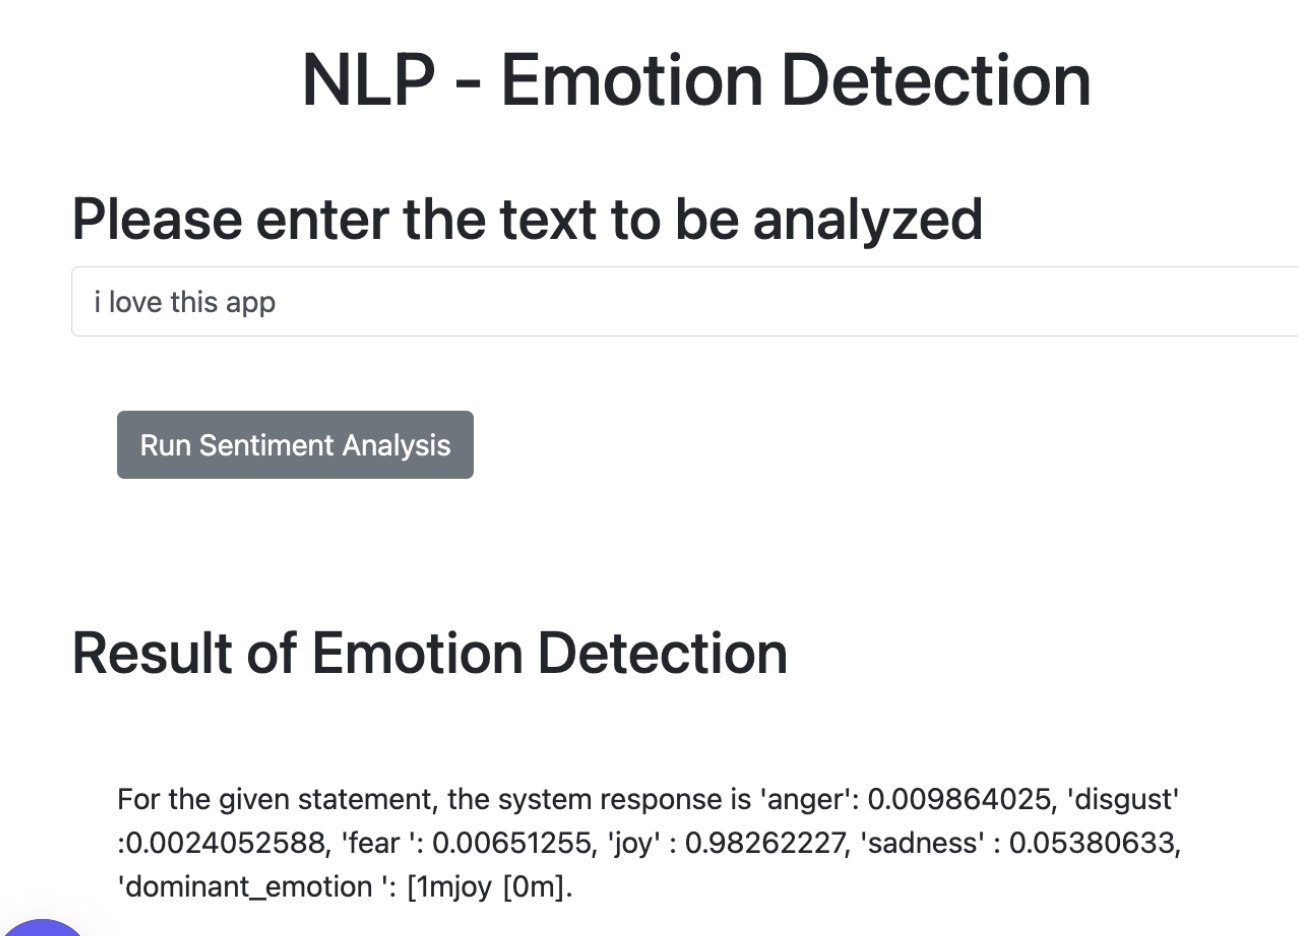 NLP - Emotion Detection
Please enter the text to be analyzed
i love this app
Run Sentiment Analysis
Result of Emotion Detection
For the given statement, the system response is 'anger': 0.009864025, 'disgust'
:0.0024052588, 'fear ': 0.00651255, 'joy' : 0.98262227, 'sadness' : 0.05380633,
'dominant_emotion ': [1mjoy [0m].